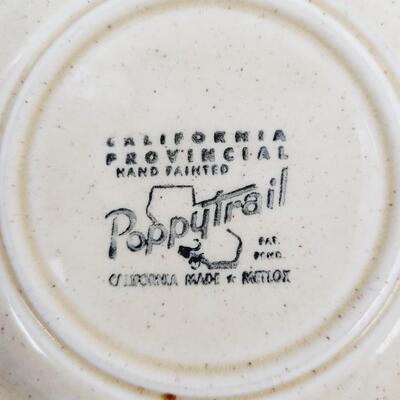 CALIFORNIA
PROVINCIAL
HAND PAINTED
Poppytrail
PAT.
PEND.
CALIFORNIA MADE ★ METLOX